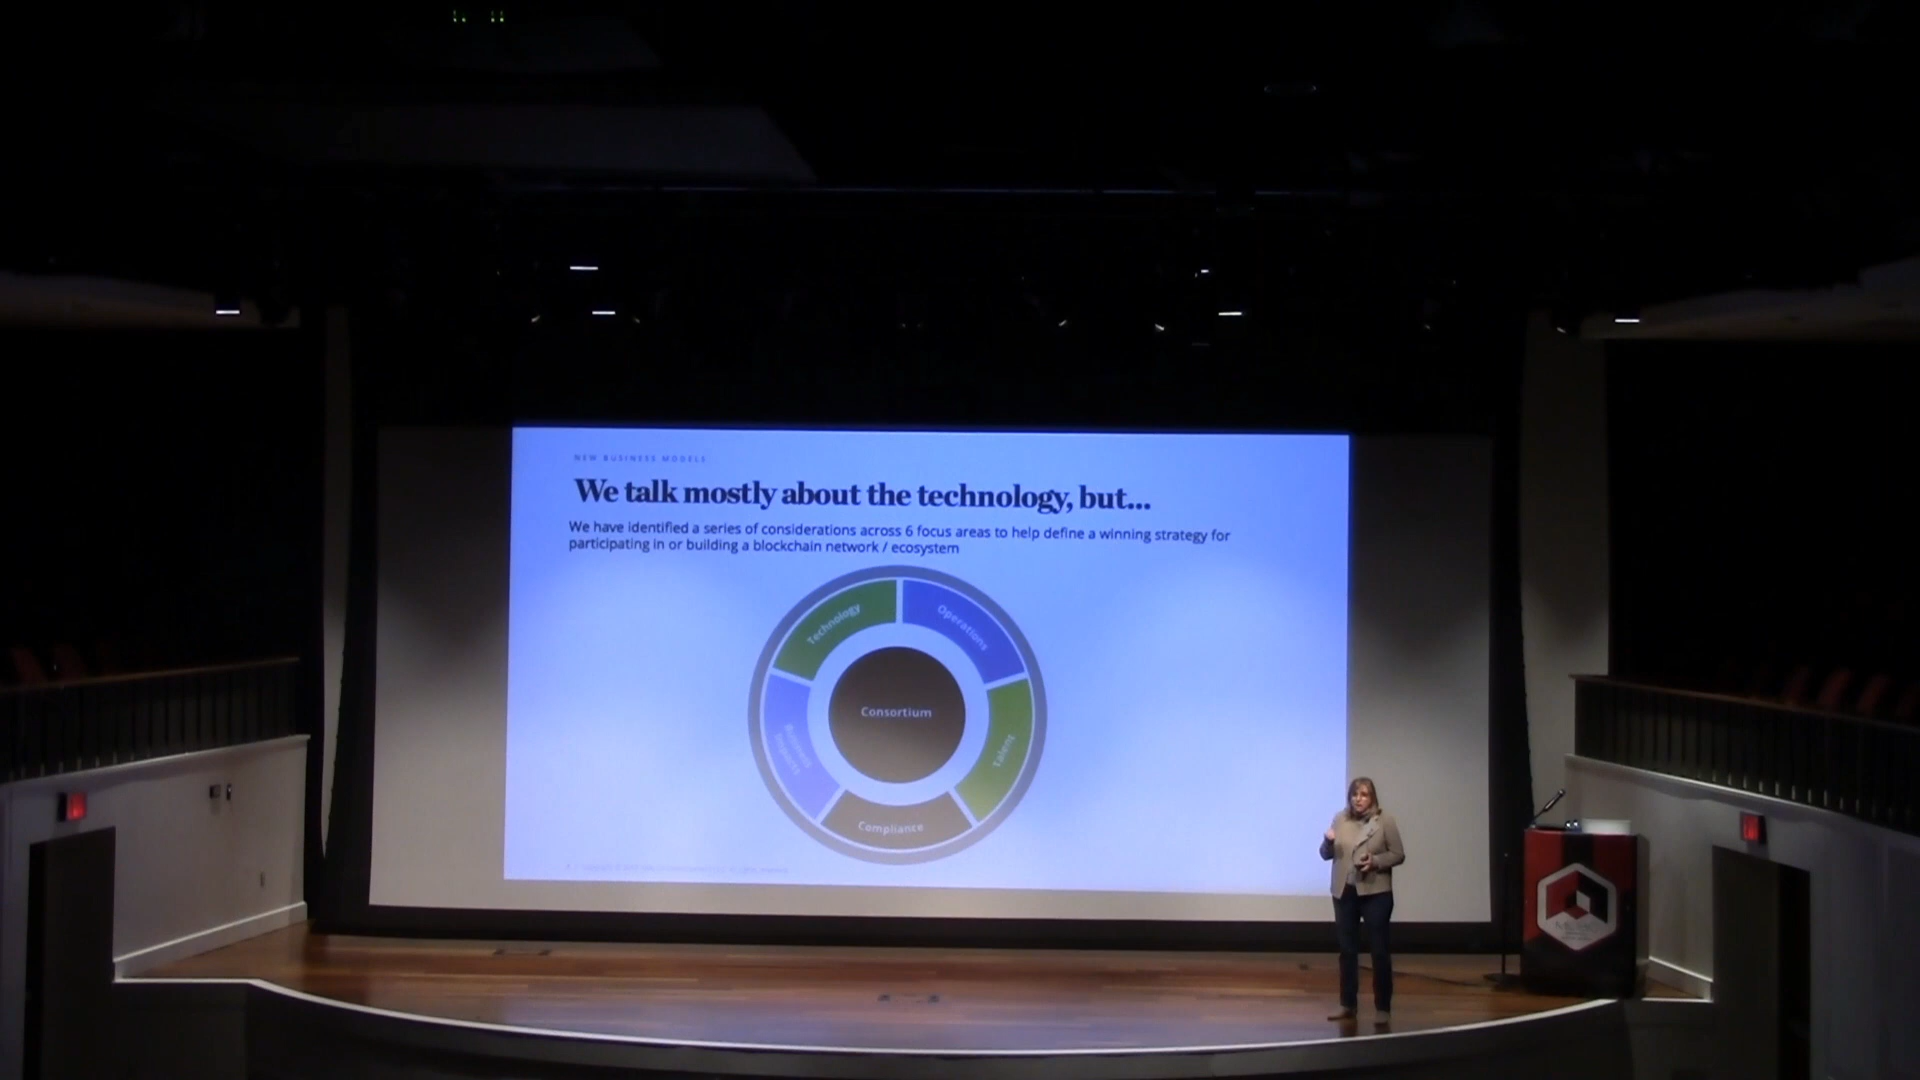 NEW BUSINESS MODELS
We talk mostly about the technology, but...
We have identified a series of considerations across 6 focus areas to help define a winning strategy for
participating in or building a blockchain network / ecosystem
Technology
Operations
Consortium
Talent
Compliance